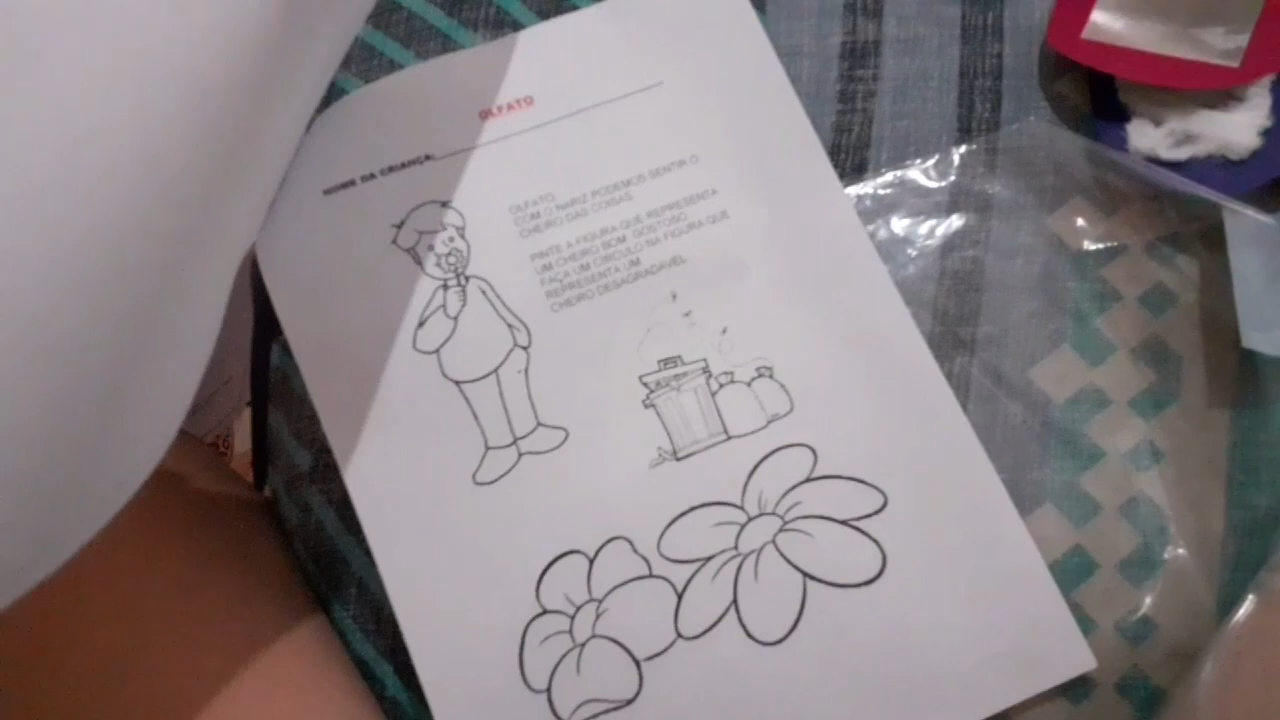 OLFATO
NOME DA CRIANÇA:
OLFATO
COM O NARIZ PODEMOS SENTIR O
CHEIRO DAS COISAS
PINTE A FIGURA QUE REPRESENTA
UM CHEIRO BOM GOSTOSO
FAÇA UM CIRCULO NA FIGURA QUE
REPRESENTA UM
CHEIRO DESAGRADÁVEL